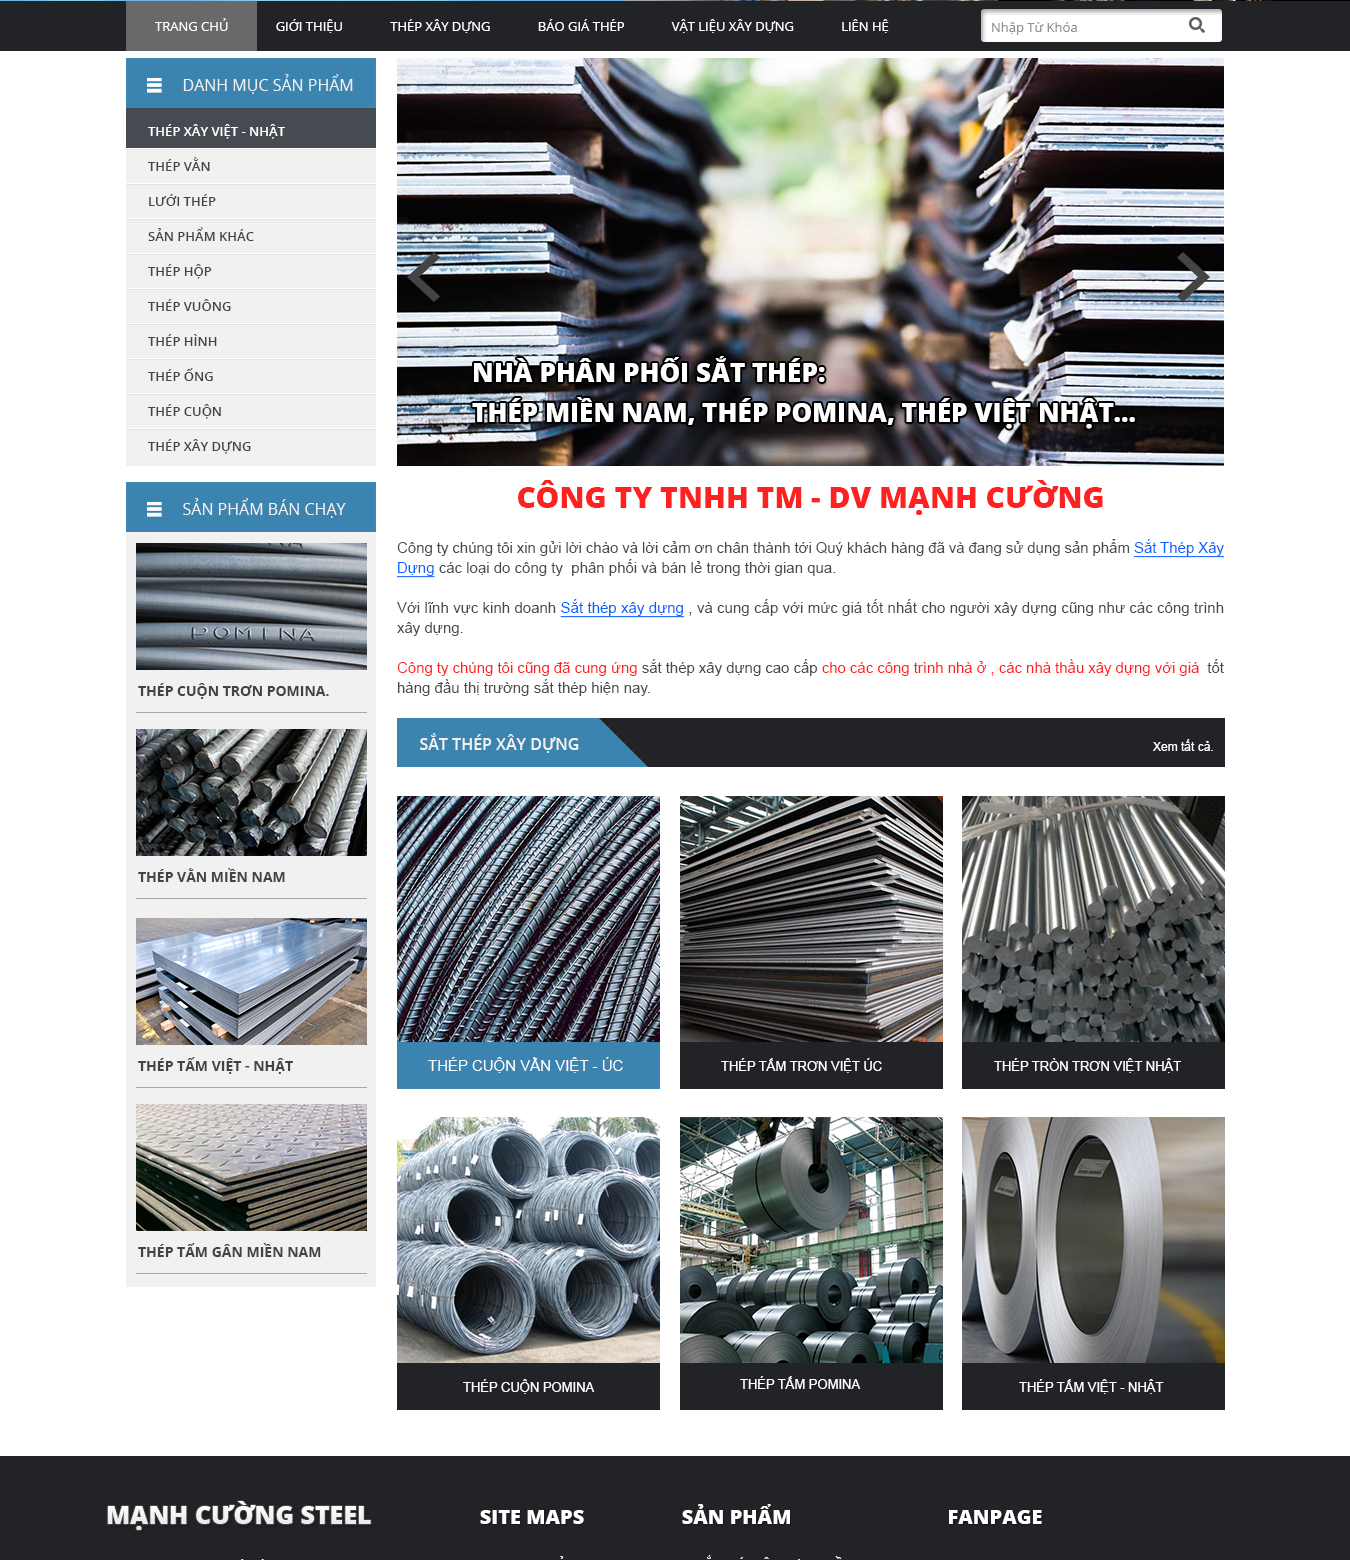 TRANG CHỦ
GIỚI THIỆU
THÉP XÂY DỰNG
BÁO GIÁ THÉP
VẬT LIỆU XÂY DỰNG
LIÊN HỆ
Nhập Từ Khóa
DANH MỤC SẢN PHẨM
THÉP XÂY VIỆT - NHẬT
THÉP VẰN
LƯỚI THÉP
SẢN PHẨM KHÁC
THÉP HỘP
THÉP VUÔNG
THÉP HÌNH
THÉP ỐNG
THÉP CUỘN
THÉP XÂY DỰNG
SẢN PHẨM BÁN CHẠY
POMINA
THÉP CUỘN TRƠN POMINA.
THÉP VẰN MIỀN NAM
THÉP TẤM VIỆT - NHẬT
THÉP TẤM GÂN MIỀN NAM
NHÀ PHÂN PHỐI SẮT THÉP:
THÉP MIỀN NAM, THÉP POMINA, THÉP VIỆT NHẬT...
CÔNG TY TNHH TM - DV MẠNH CƯỜNG
Công ty chúng tôi xin gửi lời chào và lời cảm ơn chân thành tới Quý khách hàng đã và đang sử dụng sản phẩm Sắt Thép Xây
Dựng các loại do công ty  phân phối và bán lẻ trong thời gian qua.
Với lĩnh vực kinh doanh Sắt thép xây dựng , và cung cấp với mức giá tốt nhất cho người xây dựng cũng như các công trình
xây dựng.
Công ty chúng tôi cũng đã cung ứng sắt thép xây dựng cao cấp cho các công trình nhà ở , các nhà thầu xây dựng với giá  tốt
hàng đầu thị trường sắt thép hiện nay.
SẮT THÉP XÂY DỰNG
Xem tất cả.
THÉP CUỘN VẰN VIỆT - ÚC
THÉP TẤM TRƠN VIỆT ÚC
THÉP TRÒN TRƠN VIỆT NHẬT
THÉP CUỘN POMINA
THÉP TẤM POMINA
THÉP TẤM VIỆT - NHẬT
MẠNH CƯỜNG STEEL
SITE MAPS
SẢN PHẨM
FANPAGE